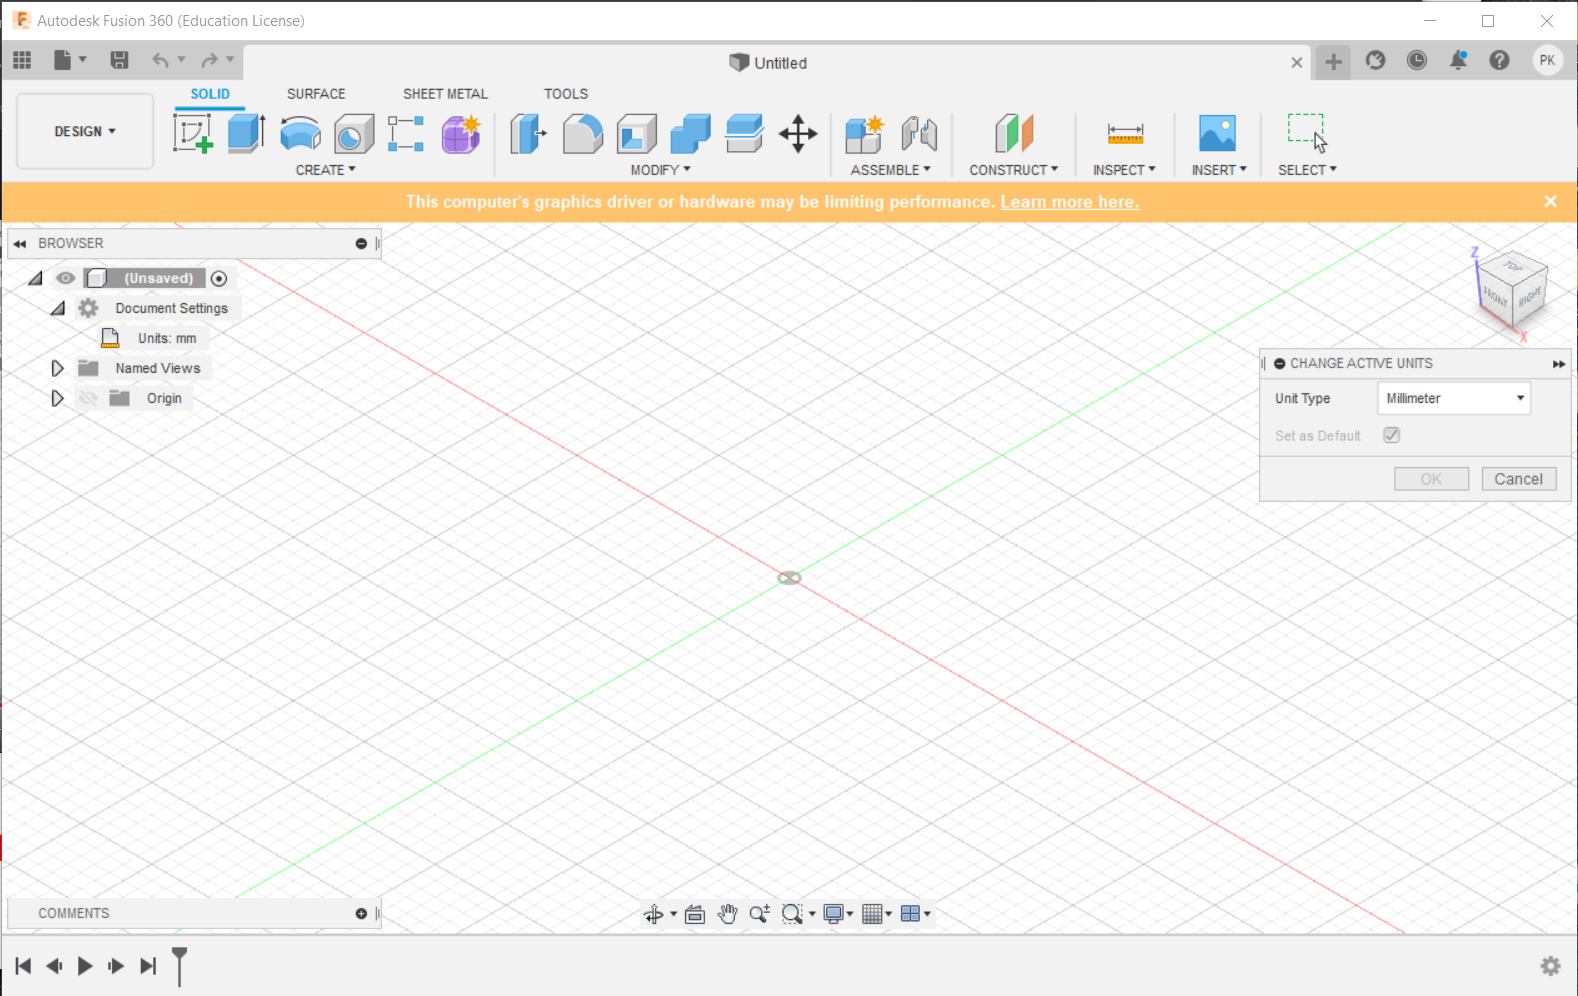 Autodesk Fusion 360 (Education License)
Untitled
PK
SOLID
SURFACE
SHEET METAL
TOOLS
DESIGN
CREATE
MODIFY
ASSEMBLE
CONSTRUCT
INSPECT
INSERT
SELECT
This computer's graphics driver or hardware may be limiting performance. Learn more here.
BROWSER
(Unsaved)
Document Settings
Units: mm
Named Views
Origin
Z
TOP
FRONT
RIGHT
X
CHANGE ACTIVE UNITS
Unit Type
Millimeter
Set as Default
OK
Cancel
COMMENTS